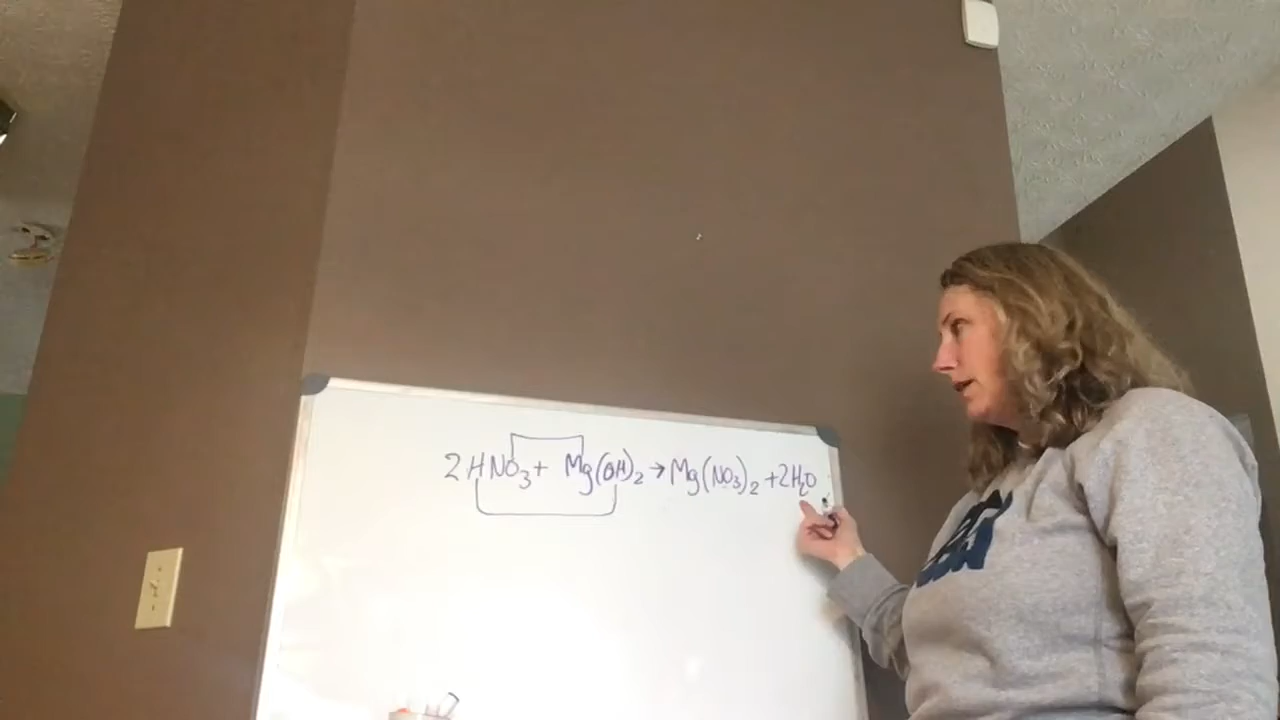 2HNO₃ + Mg(OH)₂ → Mg(NO₃)₂ + 2H₂O